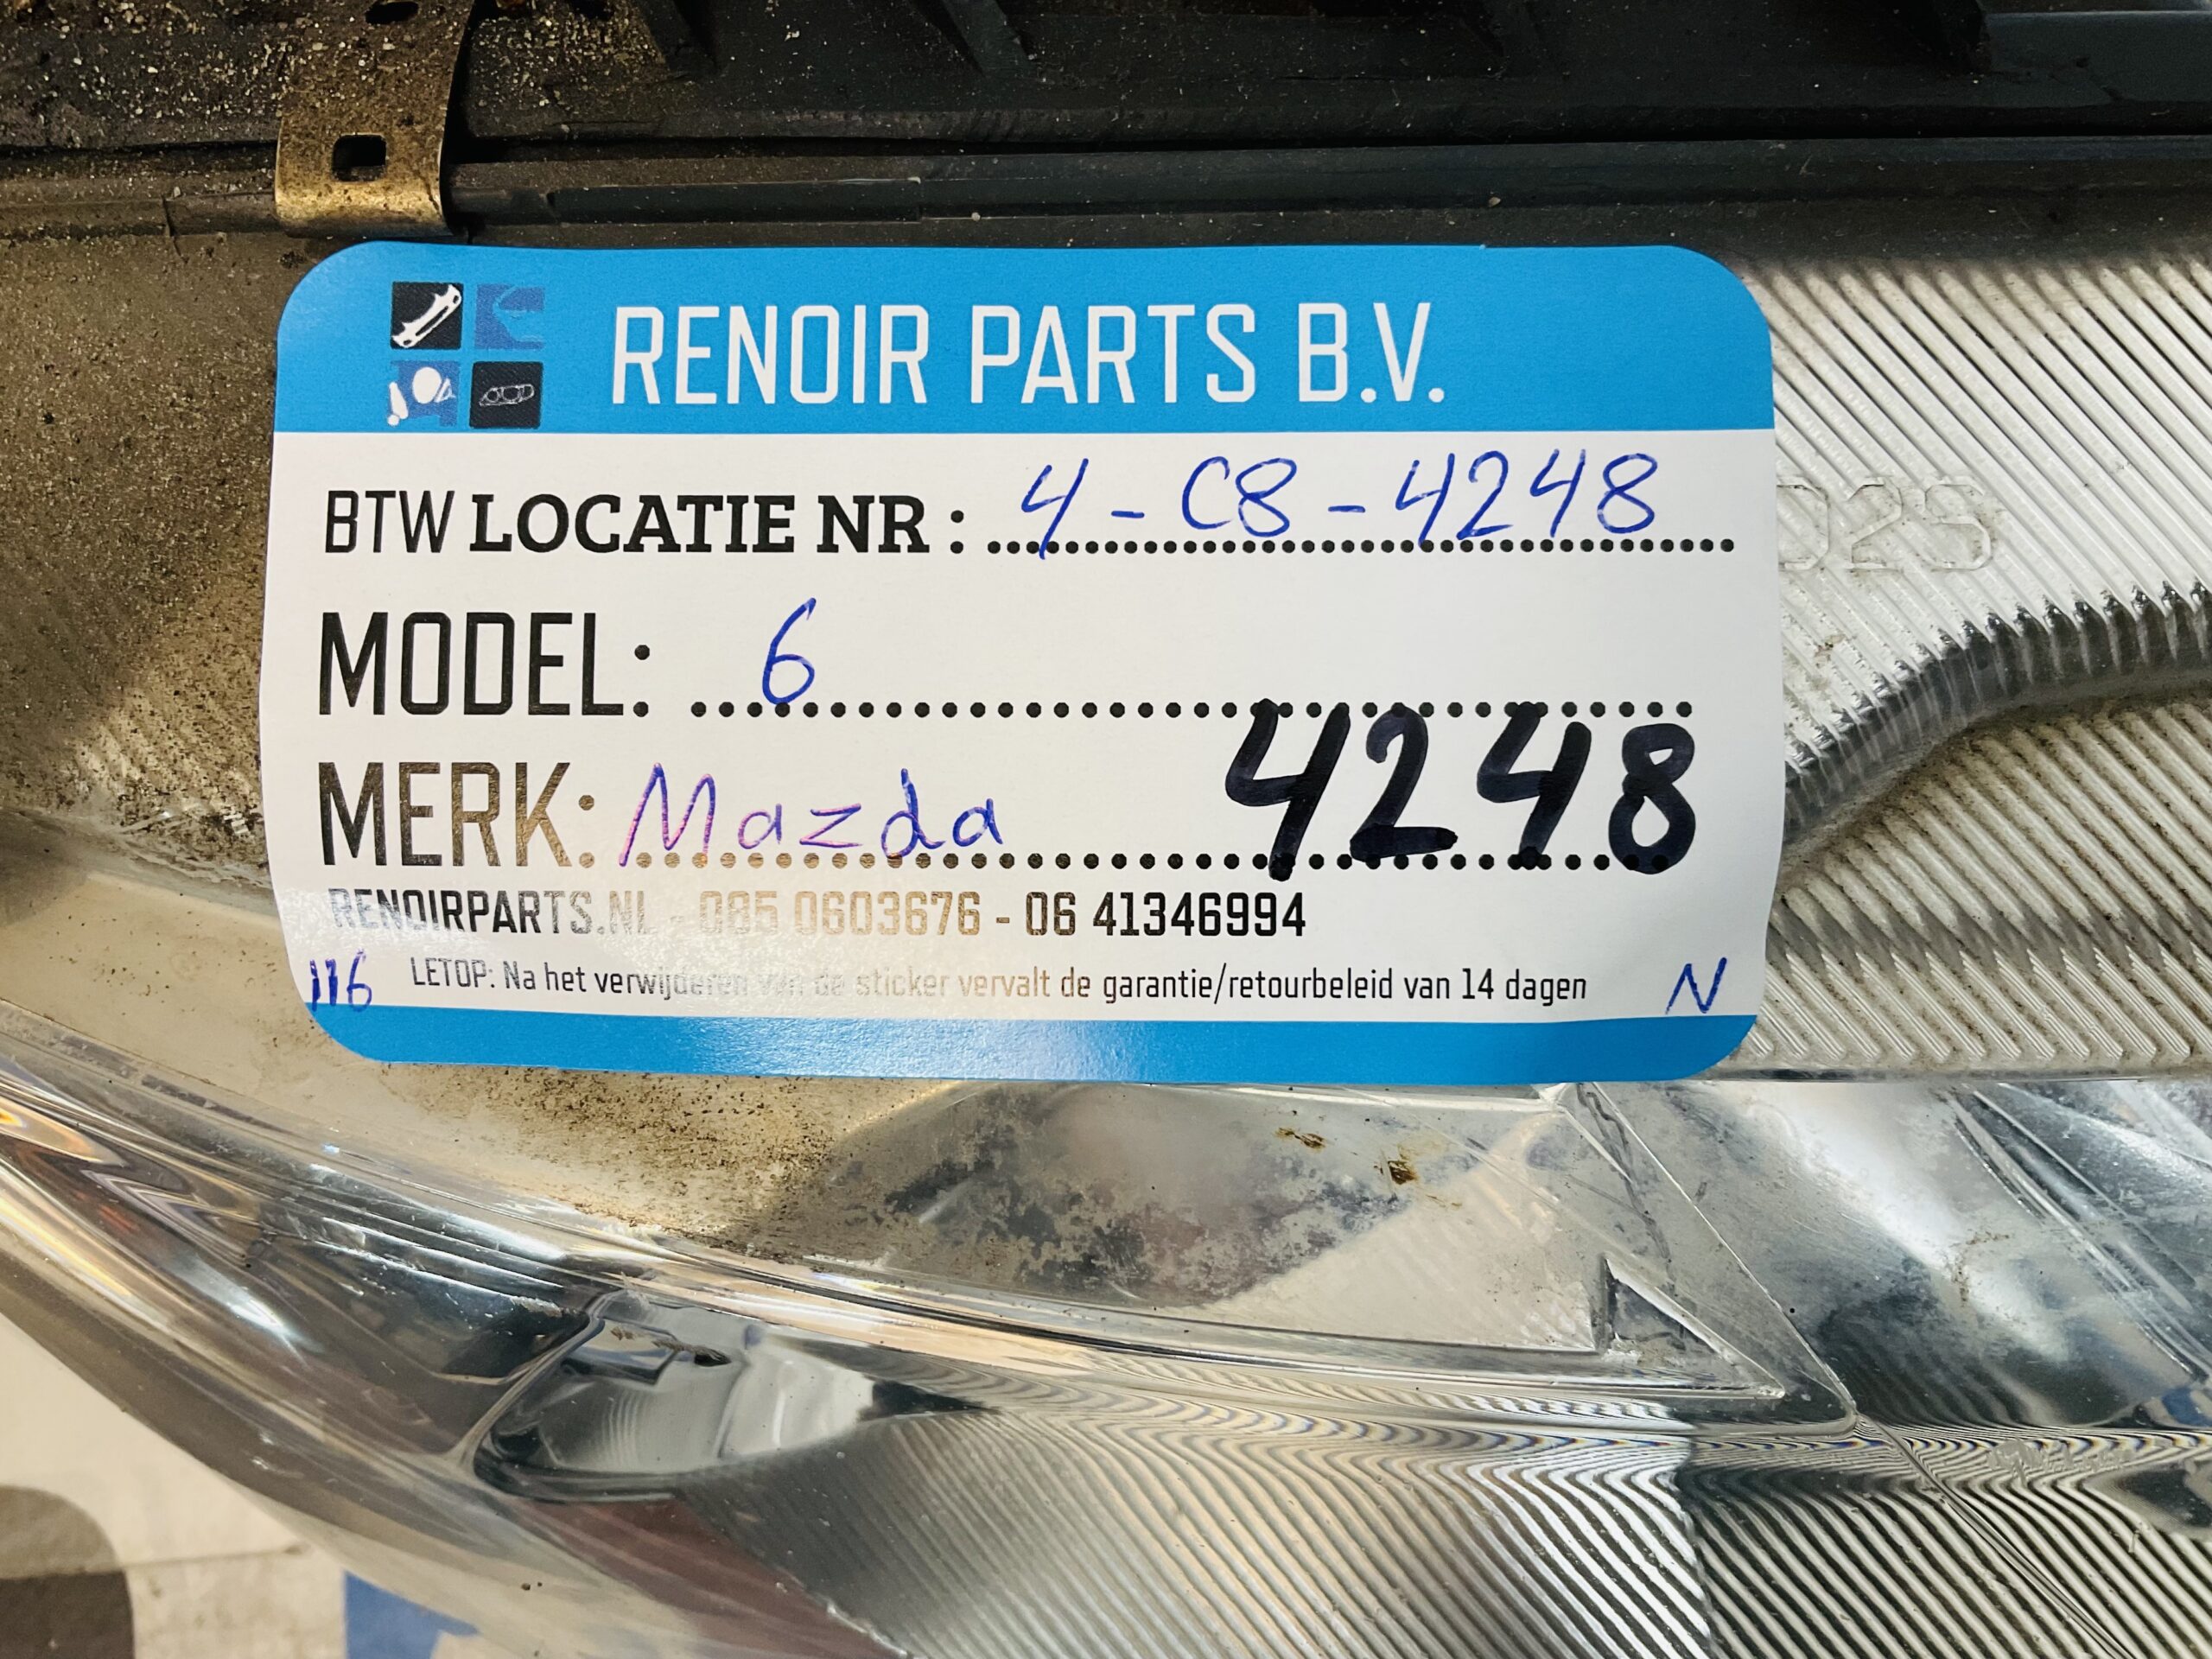 RENOIR PARTS B.V.
BTW LOCATIE NR : 4 - C8 - 4248
MODEL: 6
MERK: Mazda 4248
RENOIRPARTS.NL - 085 0603676 - 06 41346994
116 LETOP: Na het verwijderen van de sticker vervalt de garantie/retourbeleid van 14 dagen N